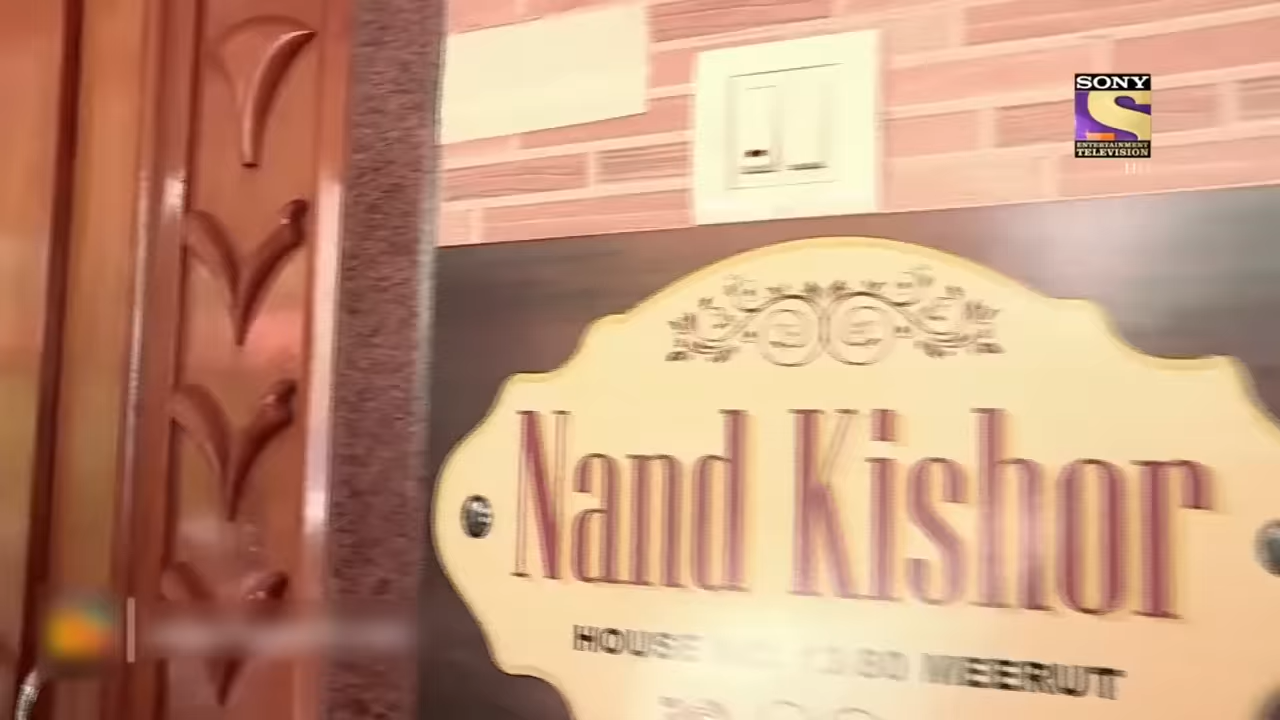 SONY
ENTERTAINMENT
TELEVISION
Nand Kishor
HOUSE MEERUT